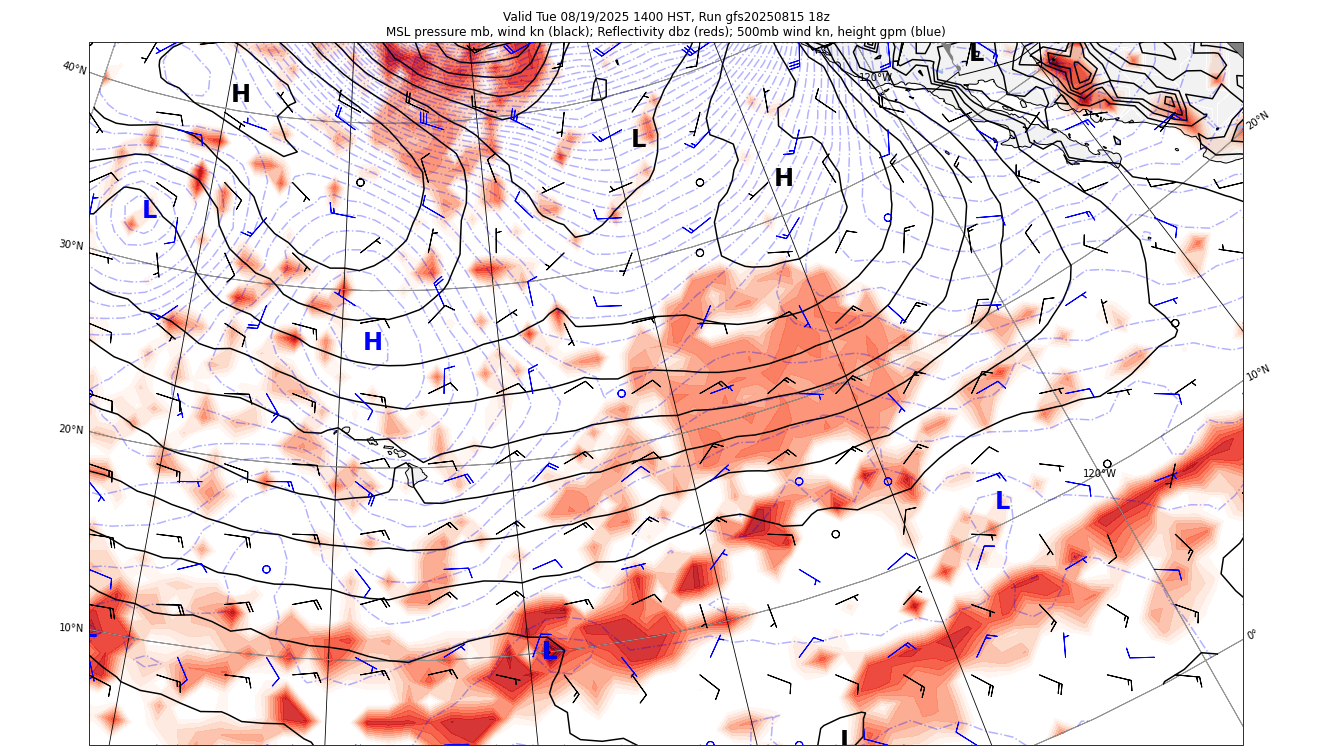 Valid Tue 08/19/2025 1400 HST, Run gfs20250815 18z
MSL pressure mb, wind kn (black); Reflectivity dbz (reds); 500mb wind kn, height gpm (blue)
L
40°N
120°W
H
20°N
L
H
L
30°N
H
10°N
20°N
120°W
L
10°N
0°
L
L